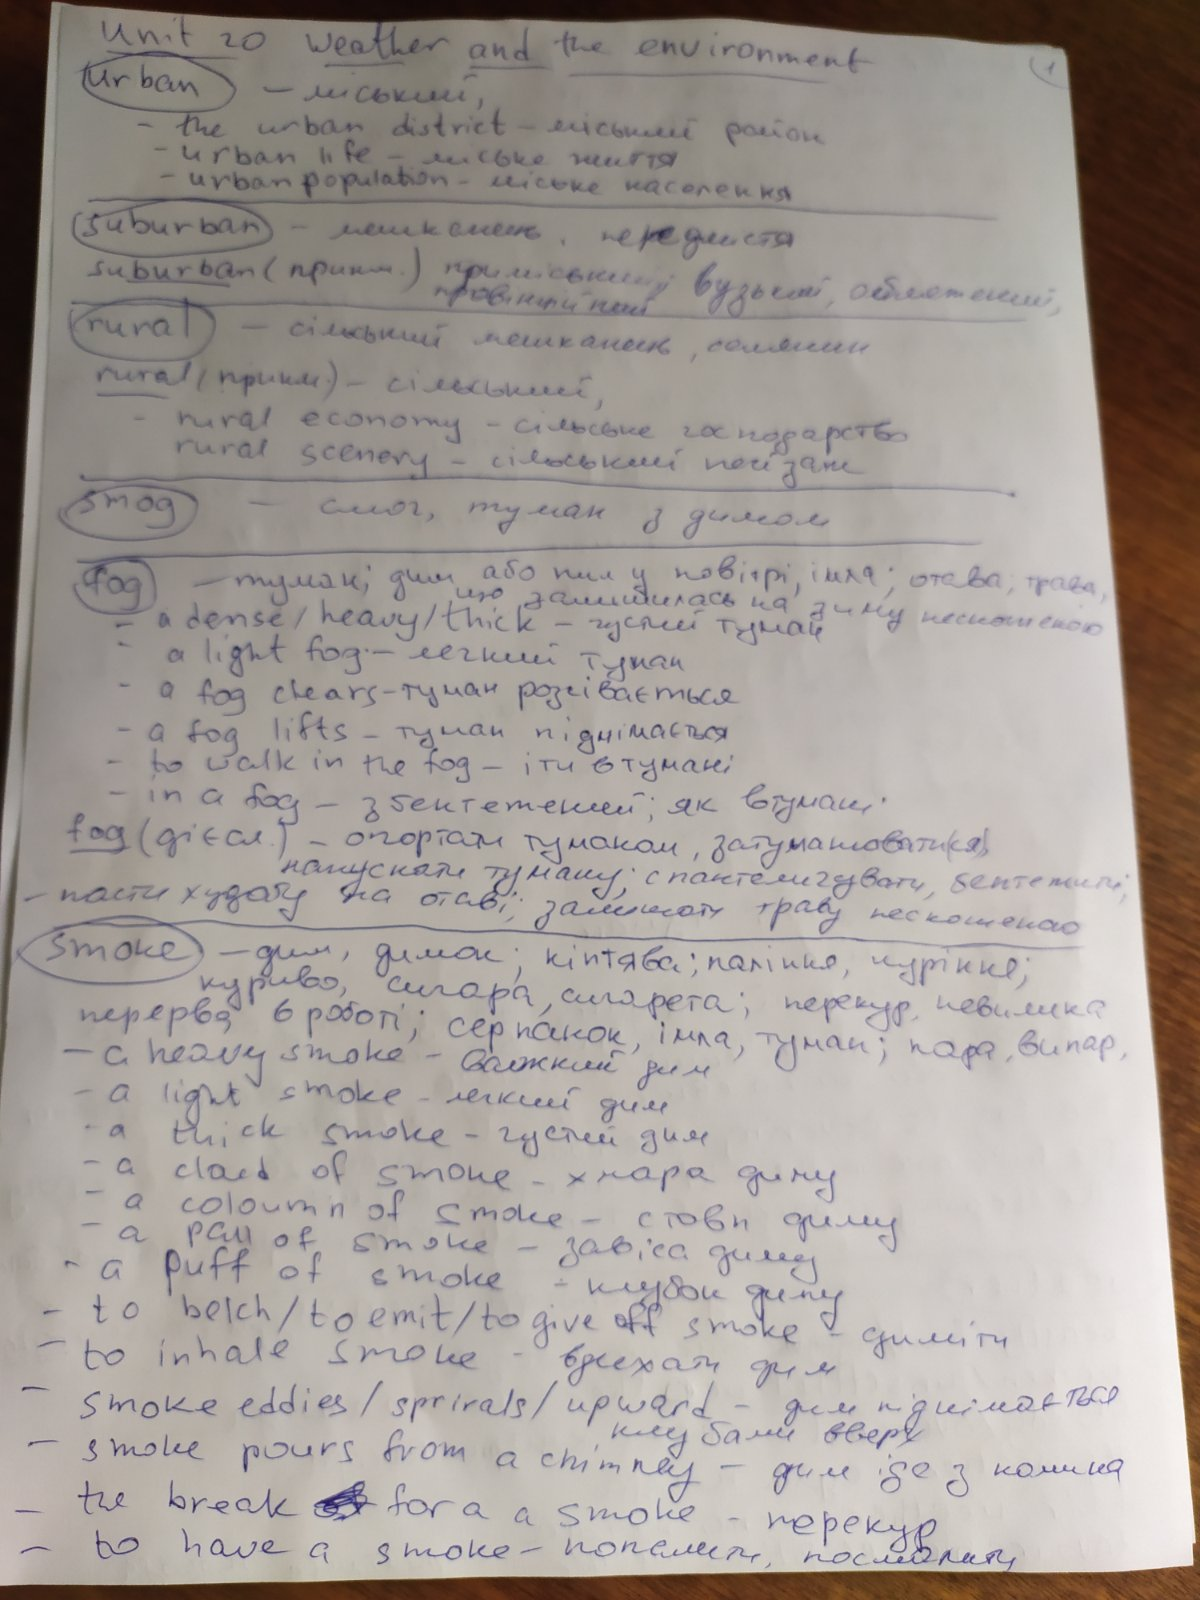 Unit 20 Weather and the environment
1
urban - міський,
- the urban district - міський район
- urban life - міське життя
- urban population - міське населення
suburban - мешканець передмістя
suburban (прикм.) приміський; вузький, обмежений,
провінційний
rural - сільський мешканець, селянин
rural (прикм.) - сільський,
- rural economy - сільське господарство
rural scenery - сільський пейзаж
smog - смог, туман з димом
fog - туман; дим або пил у повітрі, імла; отава; трава,
що залишилась на зиму нескошеною
- a dense/heavy/thick - густий туман
- a light fog - легкий туман
- a fog clears - туман розсівається
- a fog lifts - туман піднімається
- to walk in the fog - іти в тумані
- in a fog - збентежений; як в тумані
fog (дієсл.) - огортати туманом, затуманювати(ся),
напускати туману; спантеличувати, бентежити;
- пасти худобу на отаві; залишати траву нескошеною
smoke - дим, димок; кіптява; паління, куріння;
куриво, сигара, сигарета; перекур, невелика
перерва в роботі; серпанок, імла, туман; пара, випар,
- a heavy smoke - важкий дим
- a light smoke - легкий дим
- a thick smoke - густий дим
- a cloud of smoke - хмара диму
- a coloumn of smoke - стовп диму
- a pall of smoke - завіса диму
- a puff of smoke - клубок диму
- to belch/to emit/to give off smoke - диміти
- to inhale smoke - вдихати дим
- smoke eddies/sprirals/upward - дим піднімається
клубами вверх
- smoke pours from a chimney - дим іде з комина
- the break for a a smoke - перекур
- to have a smoke - попалити,